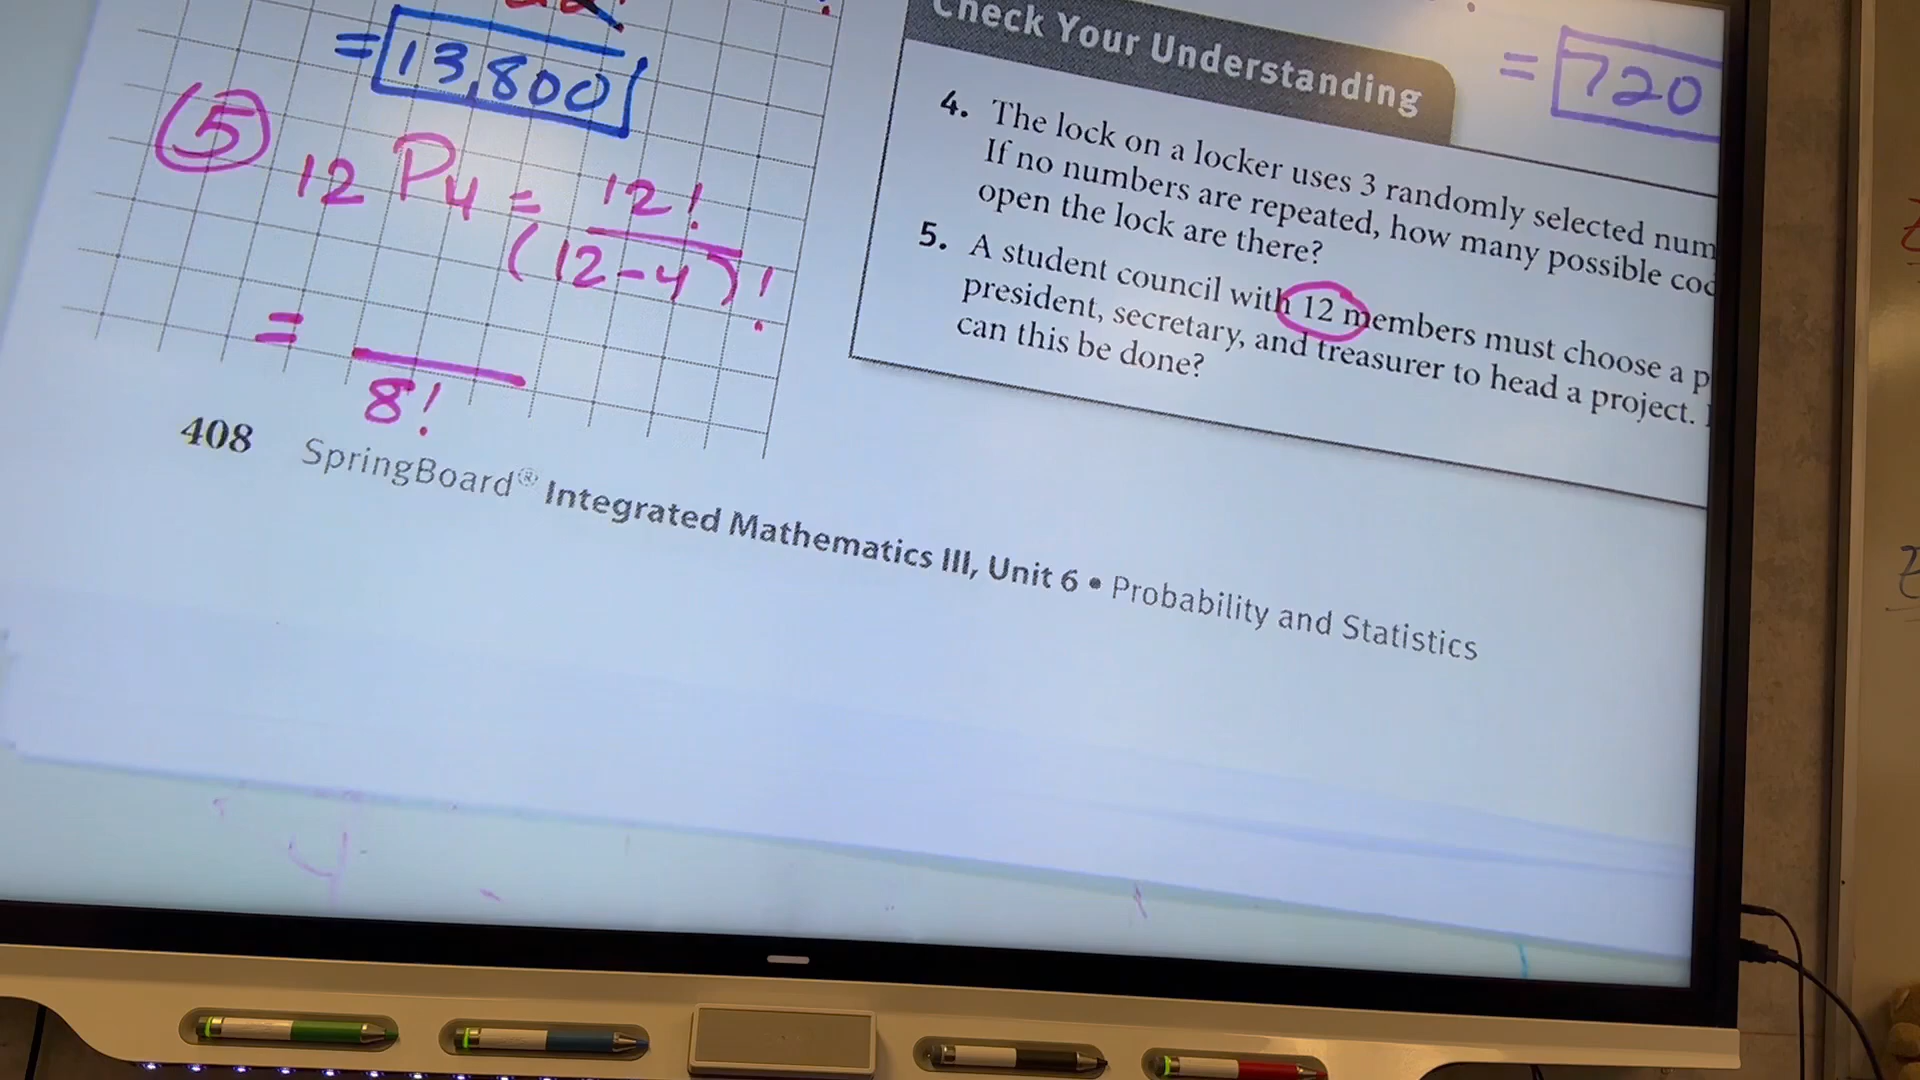 = 13,800
⑤ 12 P4 = 12!
(12-4)!
=
8!
Check Your Understanding
= 720
4. The lock on a locker uses 3 randomly selected
If no numbers are repeated, how many possible
open the lock are there?
5. A student council with 12 members must choose a
president, secretary, and treasurer to head a project.
can this be done?
408 SpringBoard® Integrated Mathematics III, Unit 6 • Probability and Statistics